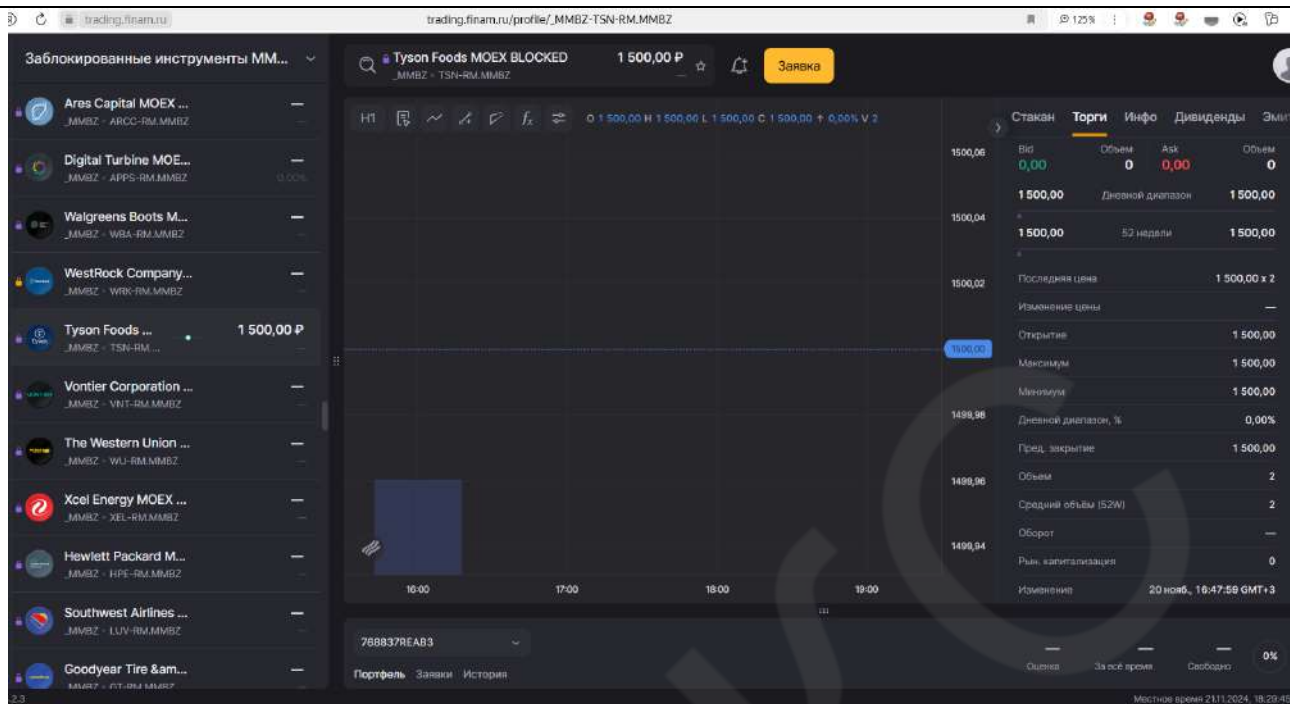 trading.finam.ru
trading.finam.ru/profile/_MMBZ-TSN-RM.MMBZ
125%
Заблокированные инструменты ММ...
Ares Capital MOEX ...
—
_MMBZ - ARCC-RM.MMBZ
Digital Turbine MOE...
—
_MMBZ - APPS-RM.MMBZ
0.00%
Walgreens Boots M...
—
_MMBZ - WBA-RM.MMBZ
WestRock Company...
—
_MMBZ - WRK-RM.MMBZ
Tyson Foods ...
1 500,00 ₽
_MMBZ - TSN-RM....
Vontier Corporation ...
—
_MMBZ - VNT-RM.MMBZ
The Western Union ...
—
_MMBZ - WU-RM.MMBZ
Xcel Energy MOEX ...
—
_MMBZ - XEL-RM.MMBZ
Hewlett Packard M...
—
_MMBZ - HPE-RM.MMBZ
Southwest Airlines ...
—
_MMBZ - LUV-RM.MMBZ
Goodyear Tire &am...
—
_MMBZ - GT-RM.MMBZ
2.3
Tyson Foods MOEX BLOCKED
1 500,00 ₽
_MMBZ - TSN-RM.MMBZ
—
Заявка
H1
fx
O 1 500,00 H 1 500,00 L 1 500,00 C 1 500,00 + 0,00% V 2
1500,06
1500,04
1500,02
1500,00
1499,98
1499,96
1499,94
16:00 17:00 18:00 19:00
768837REAB3
Портфель Заявки История
Стакан Торги Инфо Дивиденды Эми
Bid Объем Ask Объем
0,00 0 0,00 0
1 500,00 Дневной диапазон 1 500,00
1 500,00 52 недели 1 500,00
Последняя цена 1 500,00 x 2
Изменение цены —
Открытие 1 500,00
Максимум 1 500,00
Минимум 1 500,00
Дневной диапазон, % 0,00%
Пред. закрытие 1 500,00
Объем 2
Средний объём (52W) 2
Оборот —
Рын. капитализация 0
Изменение 20 нояб., 16:47:59 GMT+3
— — — 0%
Оценка За всё время Свободно
Местное время 21.11.2024, 18:29:45